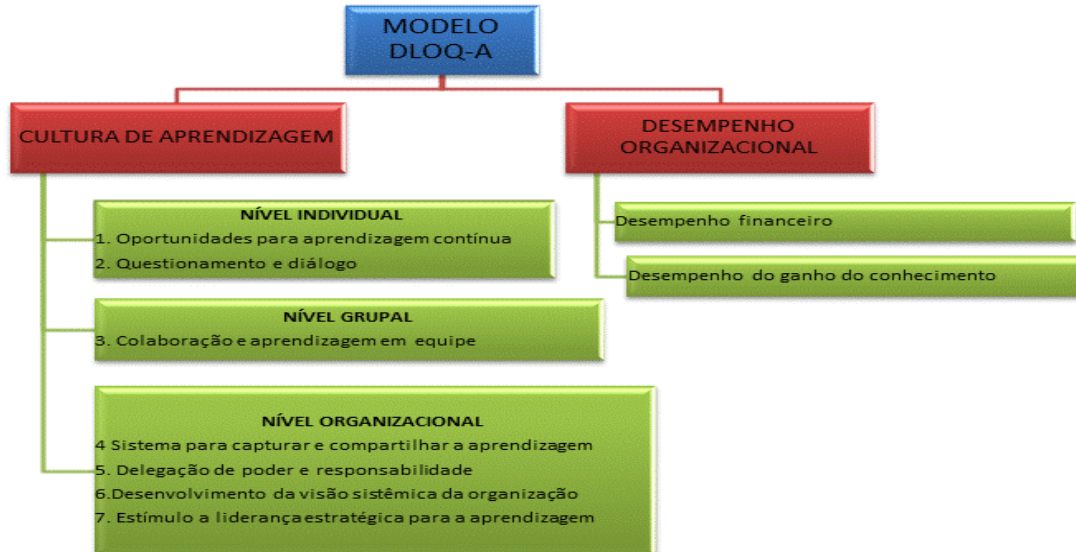 MODELO
DLOQ-A
CULTURA DE APRENDIZAGEM
DESEMPENHO
ORGANIZACIONAL
NÍVEL INDIVIDUAL
1. Oportunidades para aprendizagem contínua
2. Questionamento e diálogo
NÍVEL GRUPAL
3. Colaboração e aprendizagem em equipe
NÍVEL ORGANIZACIONAL
4 Sistema para capturar e compartilhar a aprendizagem
5. Delegação de poder e responsabilidade
6.Desenvolvimento da visão sistêmica da organização
7. Estímulo a liderança estratégica para a aprendizagem
Desempenho financeiro
Desempenho do ganho do conhecimento